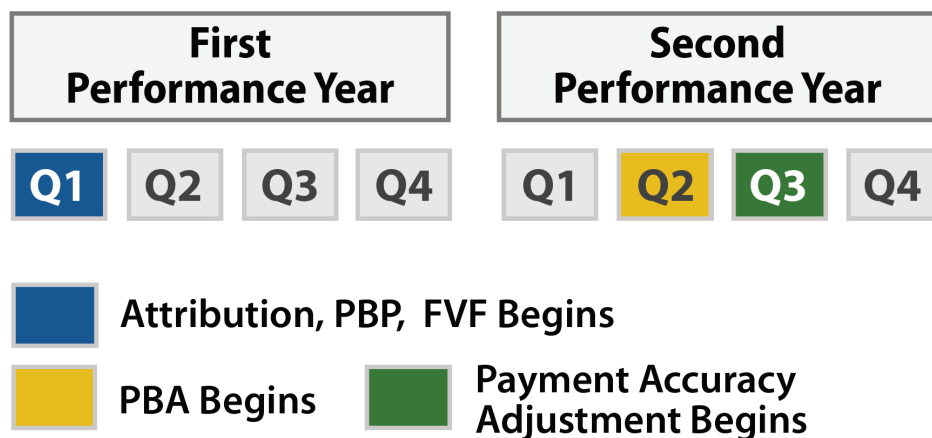 First
Performance Year
Second
Performance Year
Q1 Q2 Q3 Q4 Q1 Q2 Q3 Q4
Attribution, PBP, FVF Begins
PBA Begins
Payment Accuracy
Adjustment Begins